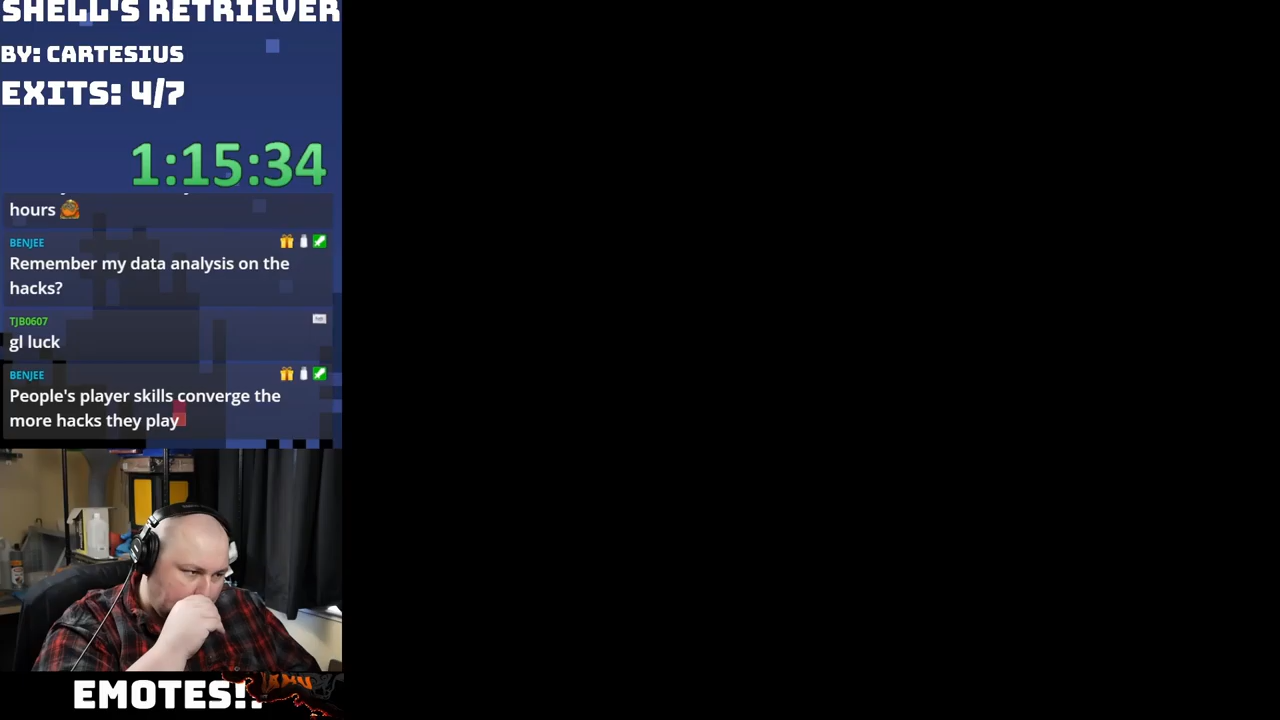 SHELL'S RETRIEVER
BY: CARTESIUS
EXITS: 4/7
1:15:34
hours
BENJEE
Remember my data analysis on the
hacks?
TJB0607
gl luck
BENJEE
People's player skills converge the
more hacks they play
EMOTES!!